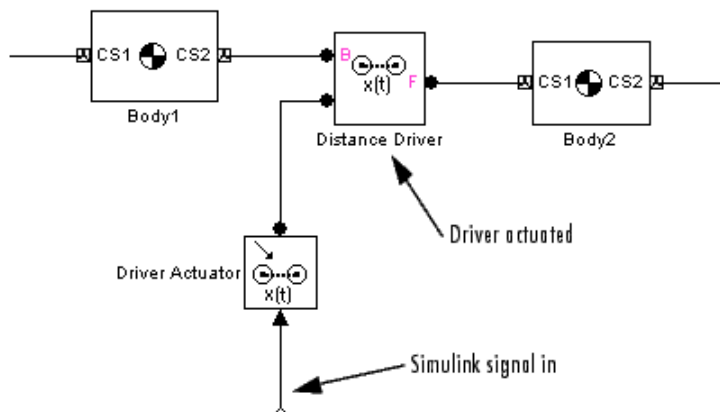 CS1 CS2
Body1
B
x(t)
F
Distance Driver
CS1 CS2
Body2
Driver actuated
Driver Actuator
x(t)
Simulink signal in